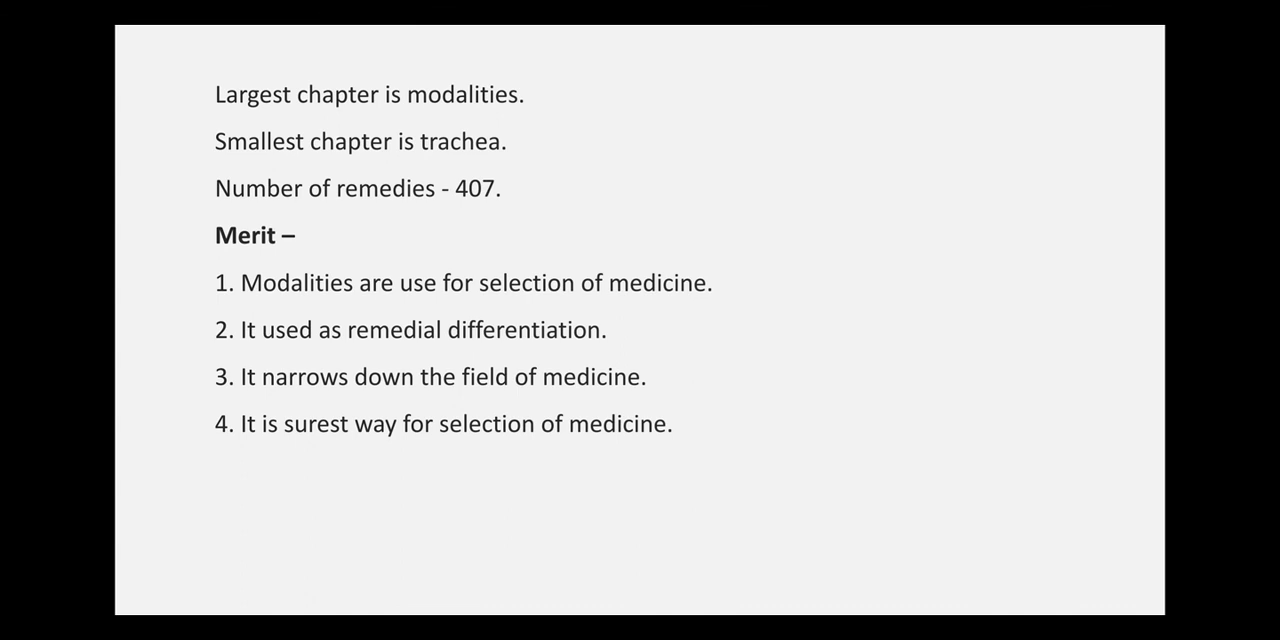 Largest chapter is modalities.
Smallest chapter is trachea.
Number of remedies - 407.
Merit –
1. Modalities are use for selection of medicine.
2. It used as remedial differentiation.
3. It narrows down the field of medicine.
4. It is surest way for selection of medicine.